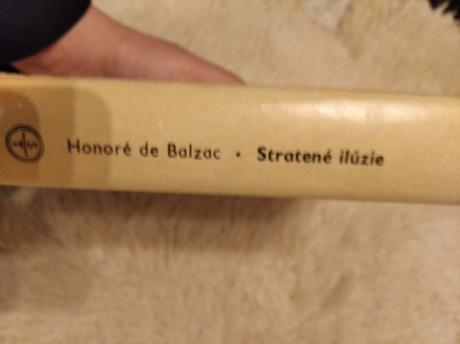 Honoré de Balzac · Stratené ilúzie